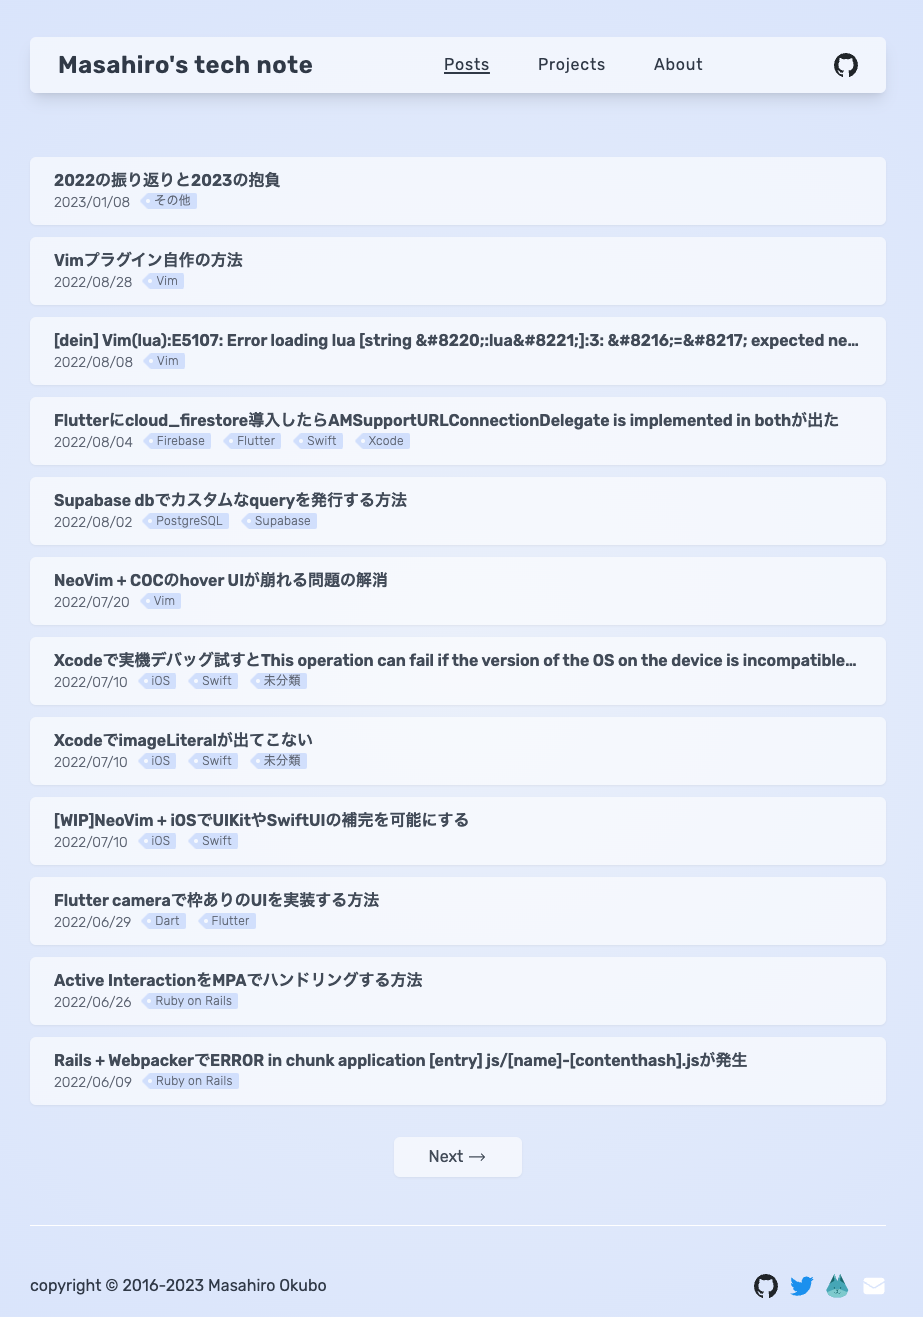 Masahiro's tech note
Posts
Projects
About
2022の振り返りと2023の抱負
2023/01/08 その他
Vimプラグイン自作の方法
2022/08/28 Vim
[dein] Vim(lua):E5107: Error loading lua [string &#8220;:lua&#8221;]:3: &#8216;=&#8217; expected ne...
2022/08/08 Vim
Flutterにcloud_firestore導入したらAMSupportURLConnectionDelegate is implemented in bothが出た
2022/08/04 Firebase Flutter Swift Xcode
Supabase dbでカスタムなqueryを発行する方法
2022/08/02 PostgreSQL Supabase
NeoVim + COCのhover UIが崩れる問題の解消
2022/07/20 Vim
Xcodeで実機デバッグ試すとThis operation can fail if the version of the OS on the device is incompatible...
2022/07/10 iOS Swift 未分類
XcodeでimageLiteralが出てこない
2022/07/10 iOS Swift 未分類
[WIP]NeoVim + iOSでUIKitやSwiftUIの補完を可能にする
2022/07/10 iOS Swift
Flutter cameraで枠ありのUIを実装する方法
2022/06/29 Dart Flutter
Active InteractionをMPAでハンドリングする方法
2022/06/26 Ruby on Rails
Rails + WebpackerでERROR in chunk application [entry] js/[name]-[contenthash].jsが発生
2022/06/09 Ruby on Rails
Next →
copyright © 2016-2023 Masahiro Okubo